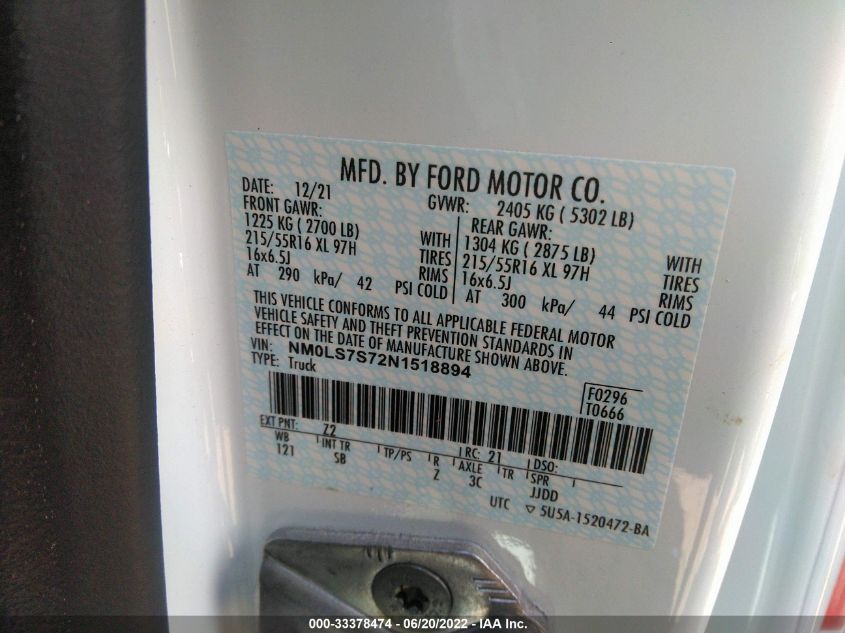 MFD. BY FORD MOTOR CO.
DATE: 12/21 GVWR: 2405 KG ( 5302 LB)
FRONT GAWR: REAR GAWR:
1225 KG ( 2700 LB) WITH 1304 KG ( 2875 LB) WITH
215/55R16 XL 97H TIRES 215/55R16 XL 97H TIRES
16x6.5J RIMS 16x6.5J RIMS
AT 290 kPa/ 42 PSI COLD AT 300 kPa/ 44 PSI COLD
THIS VEHICLE CONFORMS TO ALL APPLICABLE FEDERAL MOTOR
VEHICLE SAFETY AND THEFT PREVENTION STANDARDS IN
EFFECT ON THE DATE OF MANUFACTURE SHOWN ABOVE.
VIN: NM0LS7S72N1518894
TYPE: Truck
F0296
T0666
EXT PNT: Z2 RC: 21 DSO:
WB INT TR TP/PS R AXLE TR SPR
121 SB Z 3C JJDD
UTC ▽ 5U5A-1520472-BA
000-33378474 - 06/20/2022 - IAA Inc.